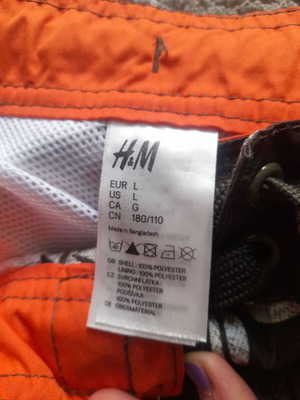 H&M
EUR L
US L
CA G
CN 180/110
Made in Bangladesh
GB SHELL: 100% POLYESTER
LINING: 100% POLYESTER
CZ SVRCHNÍ LÁTKA:
100% POLYESTER
PODŠÍVKA:
100% POLYESTER
DE OBERMATERIAL: